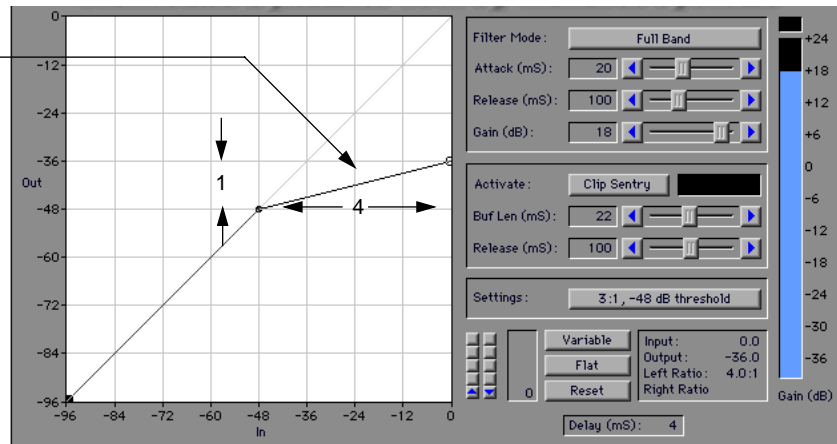 0
-12
-24
-36
Out
-48
-60
-72
-84
-96
-96 -84 -72 -60 -48 -36 -24 -12 0
In
1
4
Filter Mode: Full Band
Attack (mS): 20
Release (mS): 100
Gain (dB): 18
Activate: Clip Sentry
Buf Len (mS): 22
Release (mS): 100
Settings: 3:1, -48 dB threshold
Variable
Flat
Reset
0
Input: 0.0
Output: -36.0
Left Ratio: 4.0:1
Right Ratio
Delay (mS): 4
+24
+18
+12
+6
0
-6
-12
-18
-24
-30
-36
Gain (dB)